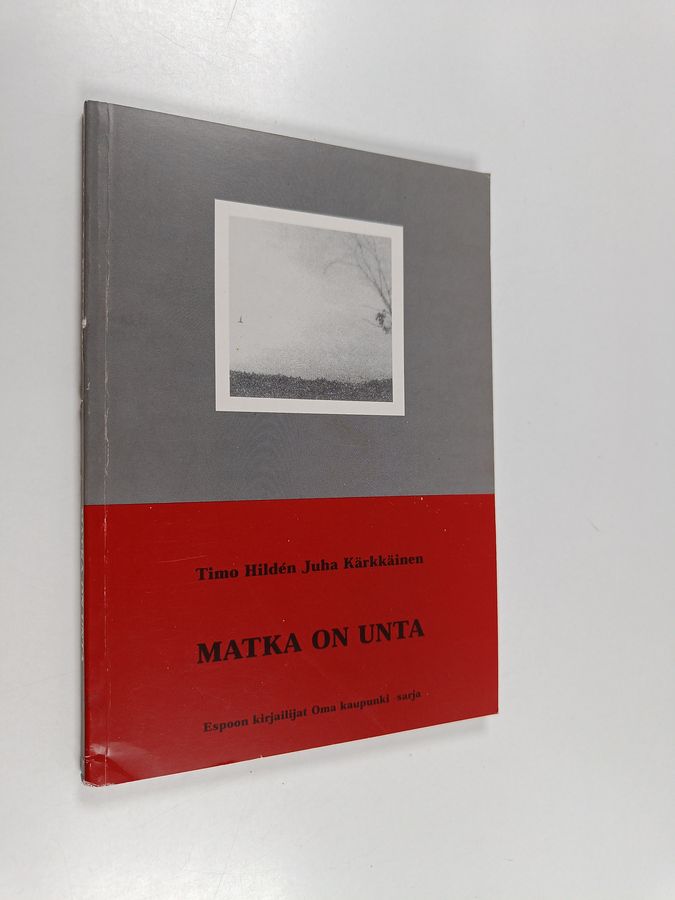 Timo Hildén Juha Kärkkäinen
MATKA ON UNTA
Espoon kirjailijat Oma kaupunki -sarja